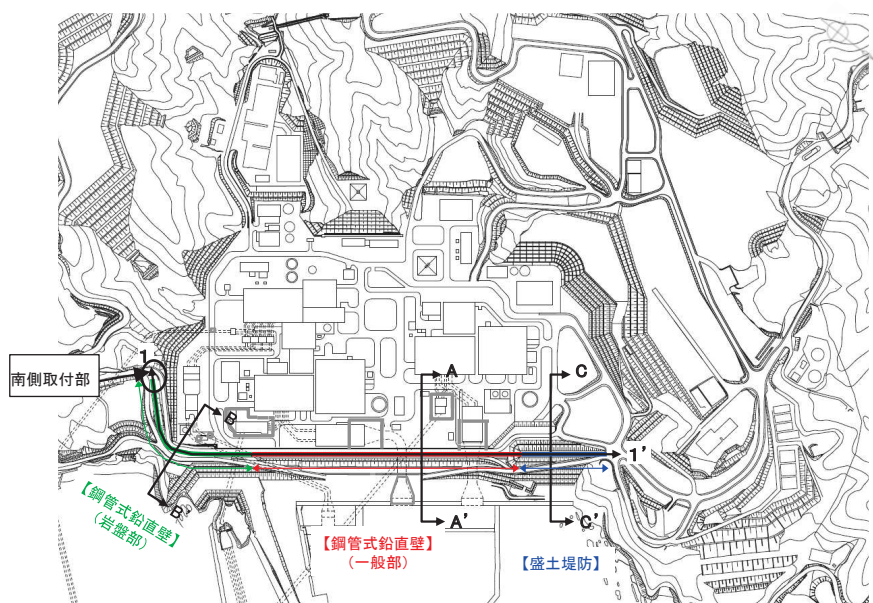 1
南側取付部
A
C
B
1'
B'
A'
C'
【鋼管式鉛直壁】
(岩盤部)
【鋼管式鉛直壁】
(一般部)
【盛土堤防】